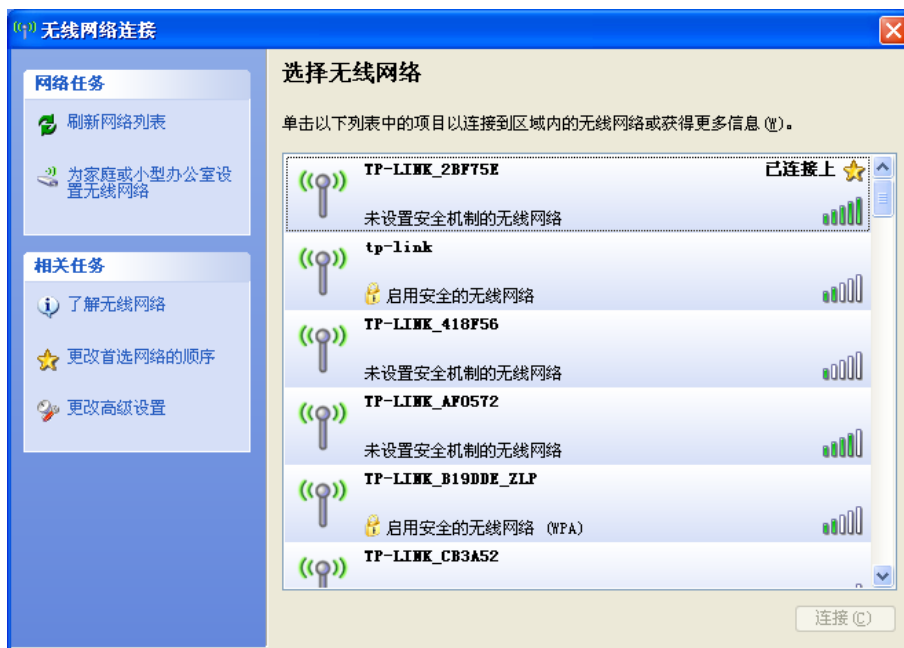 无线网络连接
网络任务
刷新网络列表
为家庭或小型办公室设
置无线网络
相关任务
了解无线网络
更改首选网络的顺序
更改高级设置
选择无线网络
单击以下列表中的项目以连接到区域内的无线网络或获得更多信息(W)。
TP-LINK_2BF75E 已连接上
未设置安全机制的无线网络
tp-link
启用安全的无线网络
TP-LINK_418F56
未设置安全机制的无线网络
TP-LINK_AF0572
未设置安全机制的无线网络
TP-LINK_B19DDE_ZLP
启用安全的无线网络 (WPA)
TP-LINK_CB3A52
连接(C)